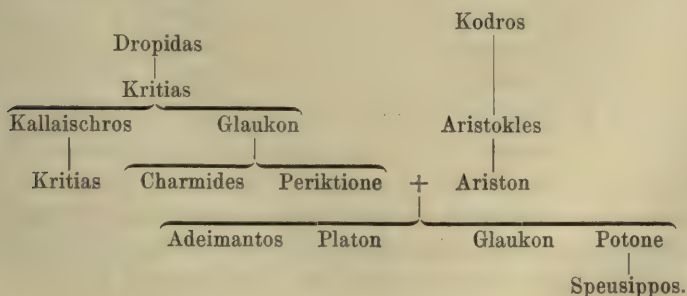 Kodros
Dropidas
Kritias
Kallaischros Glaukon Aristokles
Kritias Charmides Periktione + Ariston
Adeimantos Platon Glaukon Potone
Speusippos.